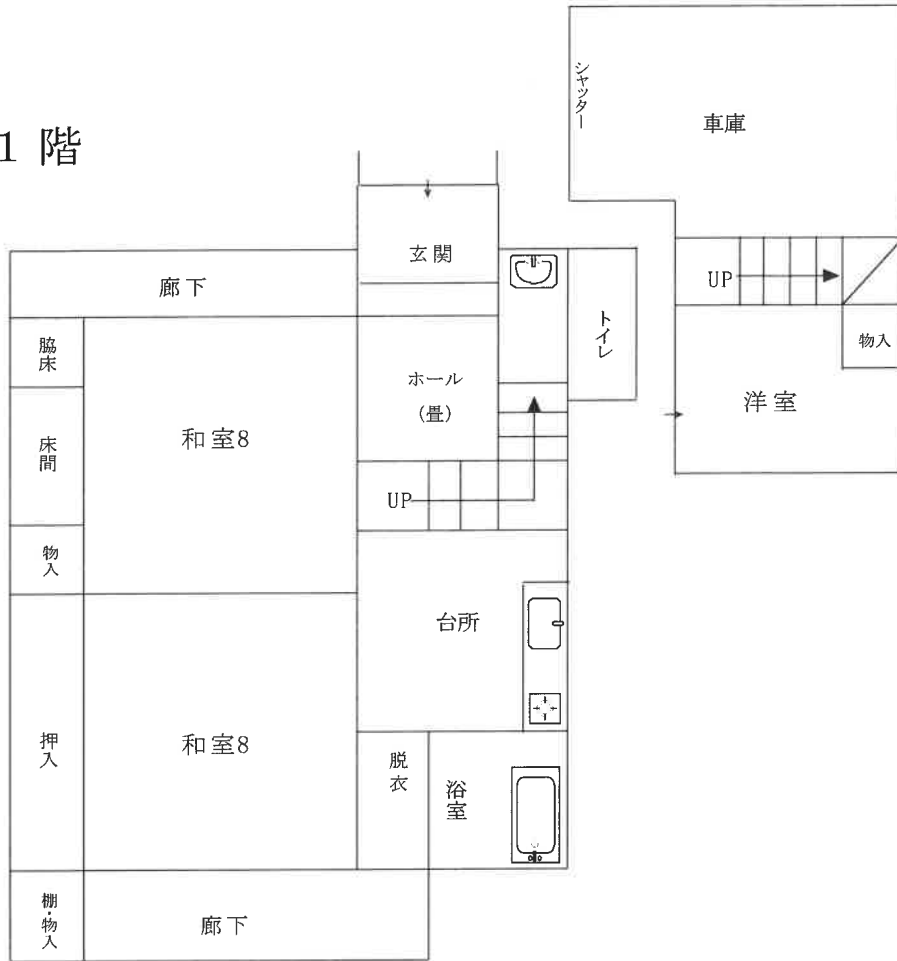 1 階
シャッター
車庫
玄関
廊下
UP
トイレ
脇床
ホール
(畳)
物入
洋室
床間
和室8
UP
物入
台所
押入
和室8
脱衣
浴室
棚・物入
廊下